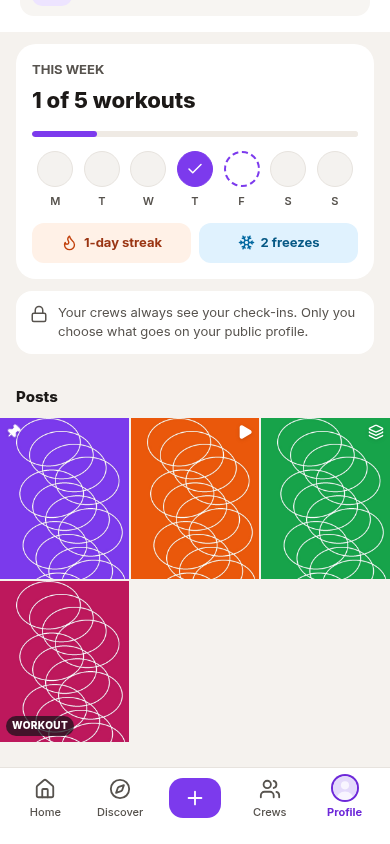 THIS WEEK
1 of 5 workouts
M T W T F S S
1-day streak
2 freezes
Your crews always see your check-ins. Only you
choose what goes on your public profile.
Posts
WORKOUT
Home Discover Crews Profile